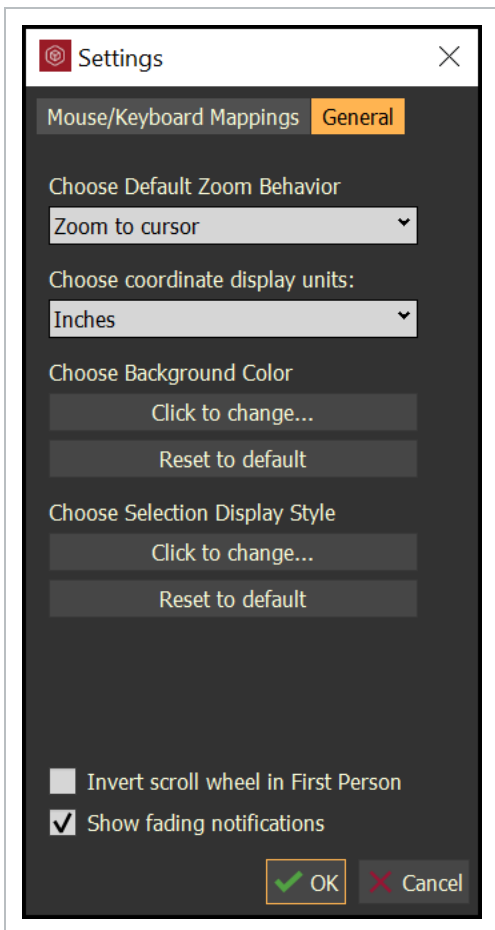 Settings
Mouse/Keyboard Mappings General
Choose Default Zoom Behavior
Zoom to cursor
Choose coordinate display units:
Inches
Choose Background Color
Click to change...
Reset to default
Choose Selection Display Style
Click to change...
Reset to default
Invert scroll wheel in First Person
Show fading notifications
OK Cancel